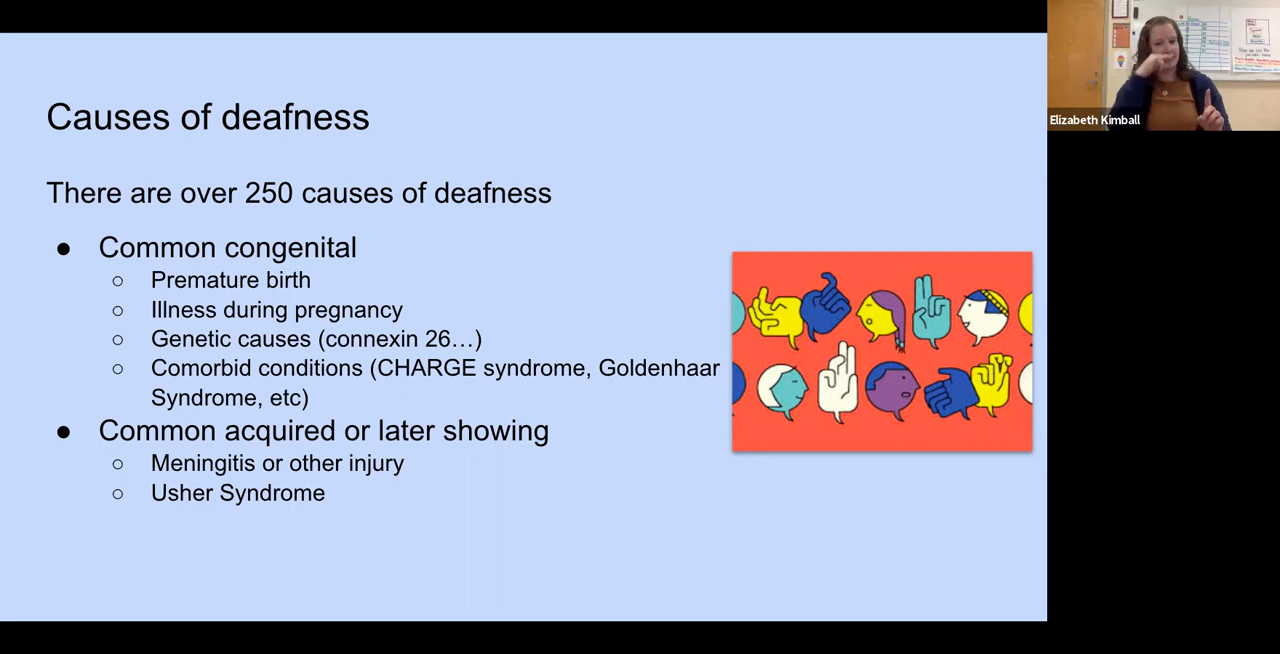 Causes of deafness
There are over 250 causes of deafness
● Common congenital
○ Premature birth
○ Illness during pregnancy
○ Genetic causes (connexin 26…)
○ Comorbid conditions (CHARGE syndrome, Goldenhaar
Syndrome, etc)
● Common acquired or later showing
○ Meningitis or other injury
○ Usher Syndrome
Elizabeth Kimball